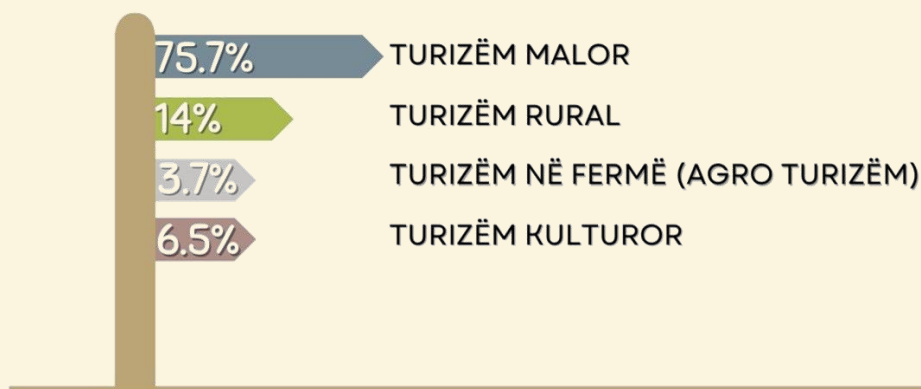 75.7% TURIZËM MALOR
14% TURIZËM RURAL
3.7% TURIZËM NË FERMË (AGRO TURIZËM)
6.5% TURIZËM KULTUROR